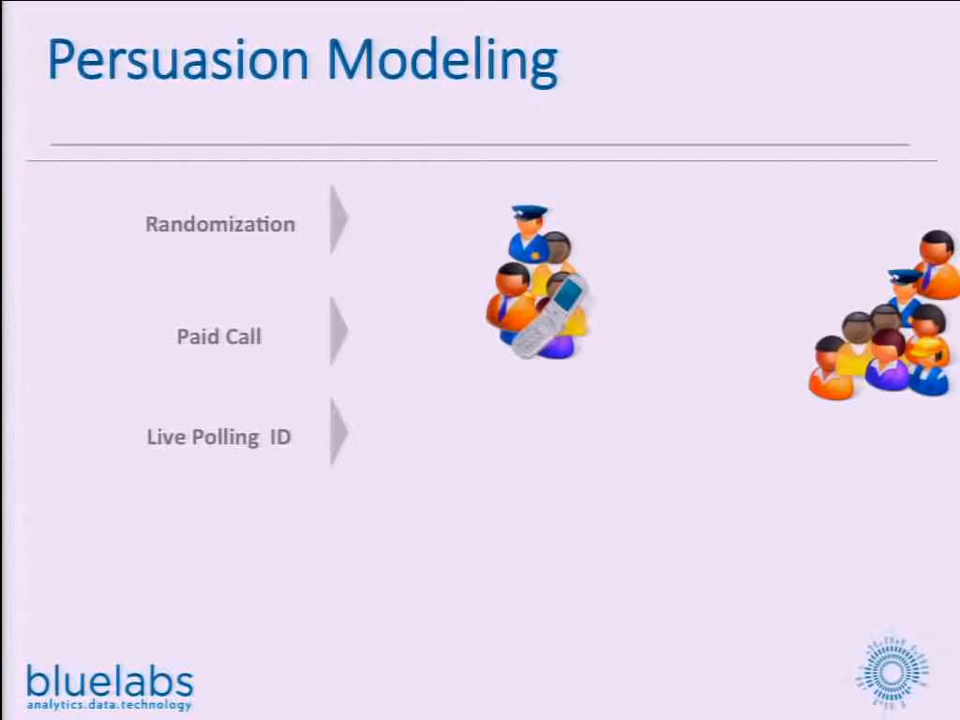 Persuasion Modeling
Randomization
Paid Call
Live Polling ID
bluelabs
analytics.data.technology